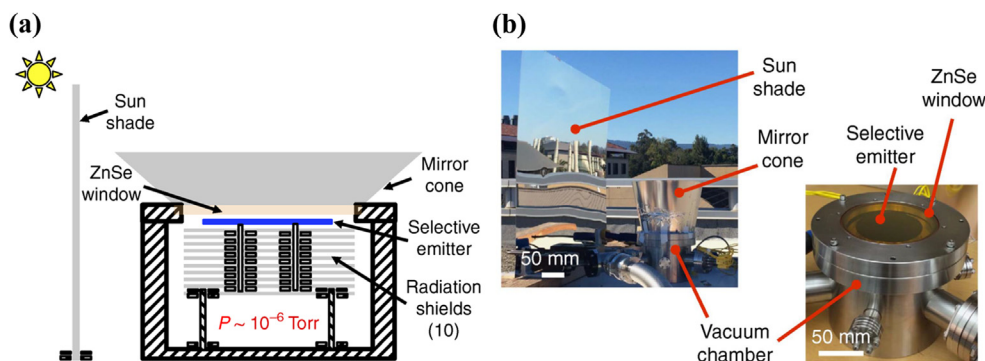 (a)
Sun
shade
ZnSe
window
Mirror
cone
Selective
emitter
Radiation
shields
(10)
P ~ 10⁻⁶ Torr
(b)
Sun
shade
Mirror
cone
Vacuum
chamber
50 mm
ZnSe
window
Selective
emitter
50 mm